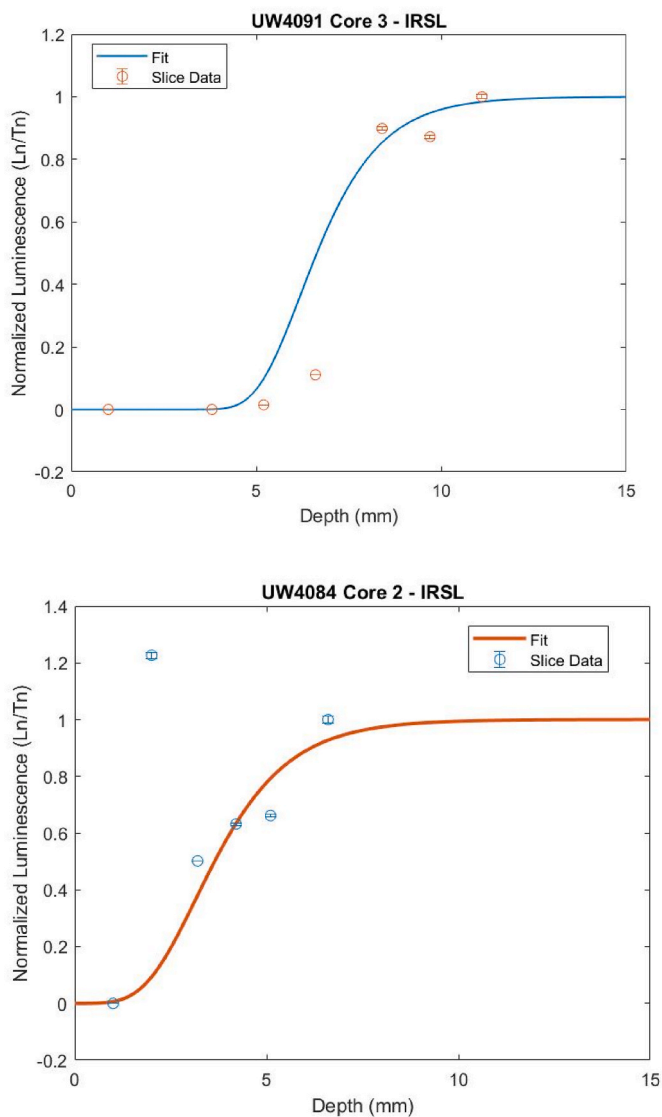 UW4091 Core 3 - IRSL
Normalized Luminescence (Ln/Tn)
1.2
1
0.8
0.6
0.4
0.2
0
-0.2
Fit
Slice Data
0 5 10 15
Depth (mm)
UW4084 Core 2 - IRSL
Normalized Luminescence (Ln/Tn)
1.4
1.2
1
0.8
0.6
0.4
0.2
0
-0.2
Fit
Slice Data
0 5 10 15
Depth (mm)